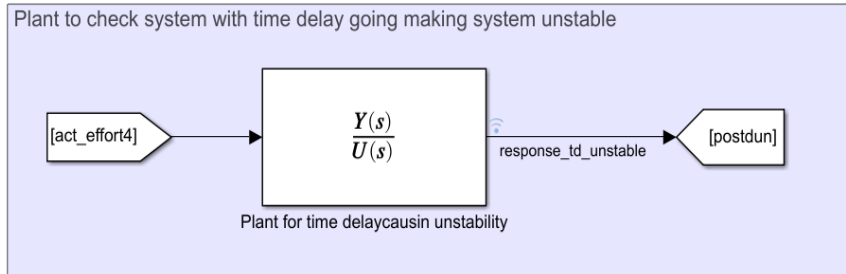 Plant to check system with time delay going making system unstable
[act_effort4]
Y(s)
U(s)
response_td_unstable
[postdun]
Plant for time delaycausin unstability